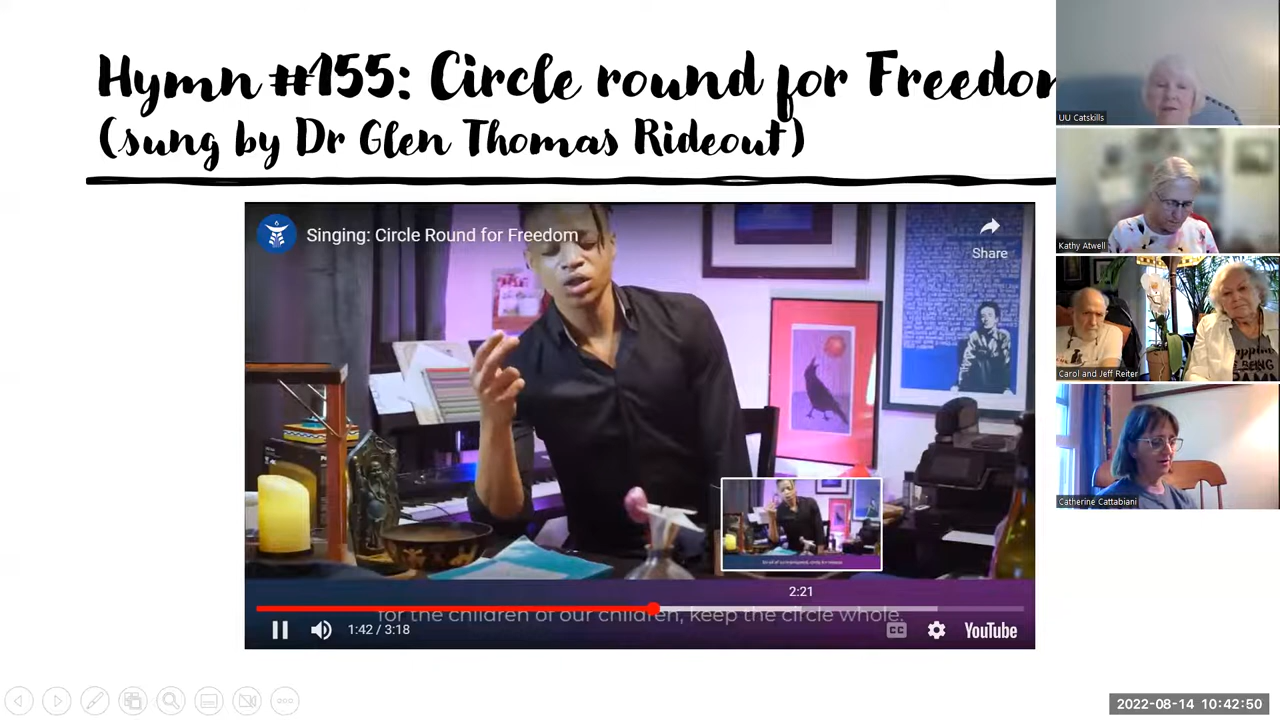 Hymn #155: Circle round for Freedom
(sung by Dr Glen Thomas Rideout)
Singing: Circle Round for Freedom
Share
2:21
for the children of our children, keep the circle whole.
1:42 / 3:18
CC
YouTube
UU Catskills
Kathy Atwell
Carol and Jeff Reiter
Catherine Cattabiani
2022-08-14 10:42:50